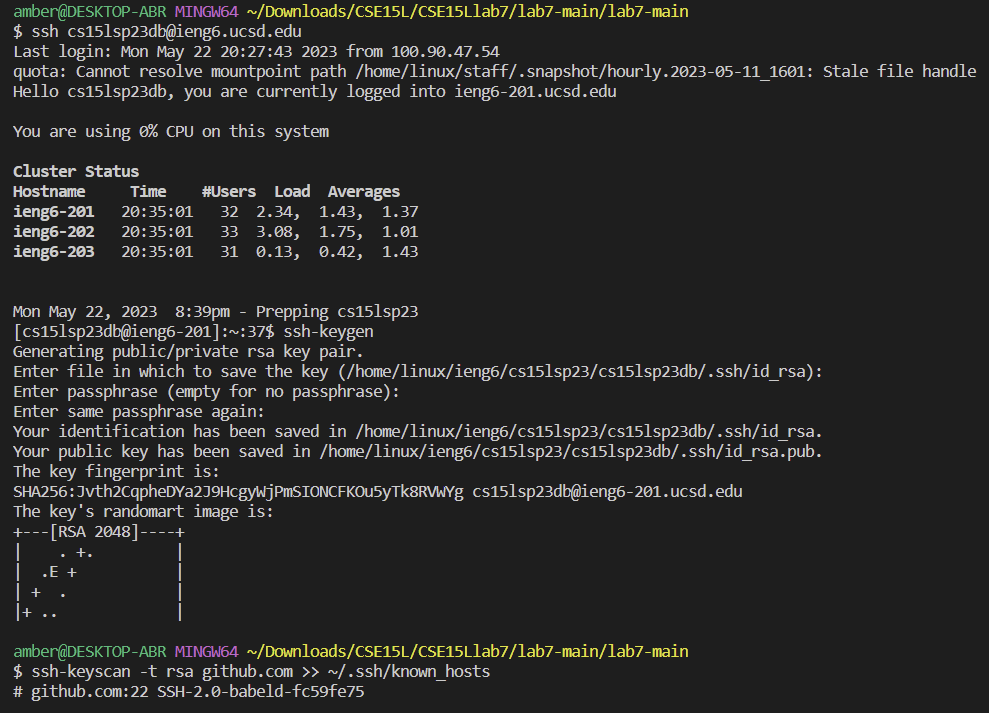 amber@DESKTOP-ABR MINGW64 ~/Downloads/CSE15L/CSE15Llab7/lab7-main/lab7-main
$ ssh cs15lsp23db@ieng6.ucsd.edu
Last login: Mon May 22 20:27:43 2023 from 100.90.47.54
quota: Cannot resolve mountpoint path /home/linux/staff/.snapshot/hourly.2023-05-11_1601: Stale file handle
Hello cs15lsp23db, you are currently logged into ieng6-201.ucsd.edu

You are using 0% CPU on this system

Cluster Status
Hostname     Time    #Users  Load  Averages
ieng6-201   20:35:01   32  2.34,  1.43,  1.37
ieng6-202   20:35:01   33  3.08,  1.75,  1.01
ieng6-203   20:35:01   31  0.13,  0.42,  1.43


Mon May 22, 2023  8:39pm - Prepping cs15lsp23
[cs15lsp23db@ieng6-201]:~:37$ ssh-keygen
Generating public/private rsa key pair.
Enter file in which to save the key (/home/linux/ieng6/cs15lsp23/cs15lsp23db/.ssh/id_rsa):
Enter passphrase (empty for no passphrase):
Enter same passphrase again:
Your identification has been saved in /home/linux/ieng6/cs15lsp23/cs15lsp23db/.ssh/id_rsa.
Your public key has been saved in /home/linux/ieng6/cs15lsp23/cs15lsp23db/.ssh/id_rsa.pub.
The key fingerprint is:
SHA256:Jvth2CqpheDYa2J9HcgyWjPmSIONCFKOu5yTk8RVWYg cs15lsp23db@ieng6-201.ucsd.edu
The key's randomart image is:
+---[RSA 2048]----+
|    . +.         |
|  .E +           |
| +  .            |
|+ ..             |

amber@DESKTOP-ABR MINGW64 ~/Downloads/CSE15L/CSE15Llab7/lab7-main/lab7-main
$ ssh-keyscan -t rsa github.com >> ~/.ssh/known_hosts
# github.com:22 SSH-2.0-babeld-fc59fe75